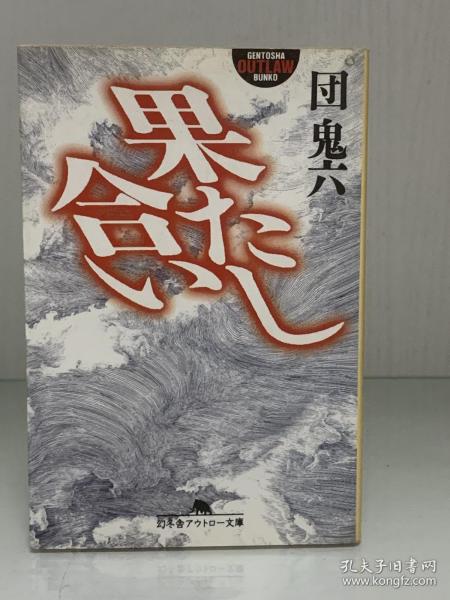 GENTOSHA
OUTLAW
BUNKO
団 鬼六
果たし
合い
幻冬舎アウトロー文庫
孔夫子旧书网
www.kongfz.com